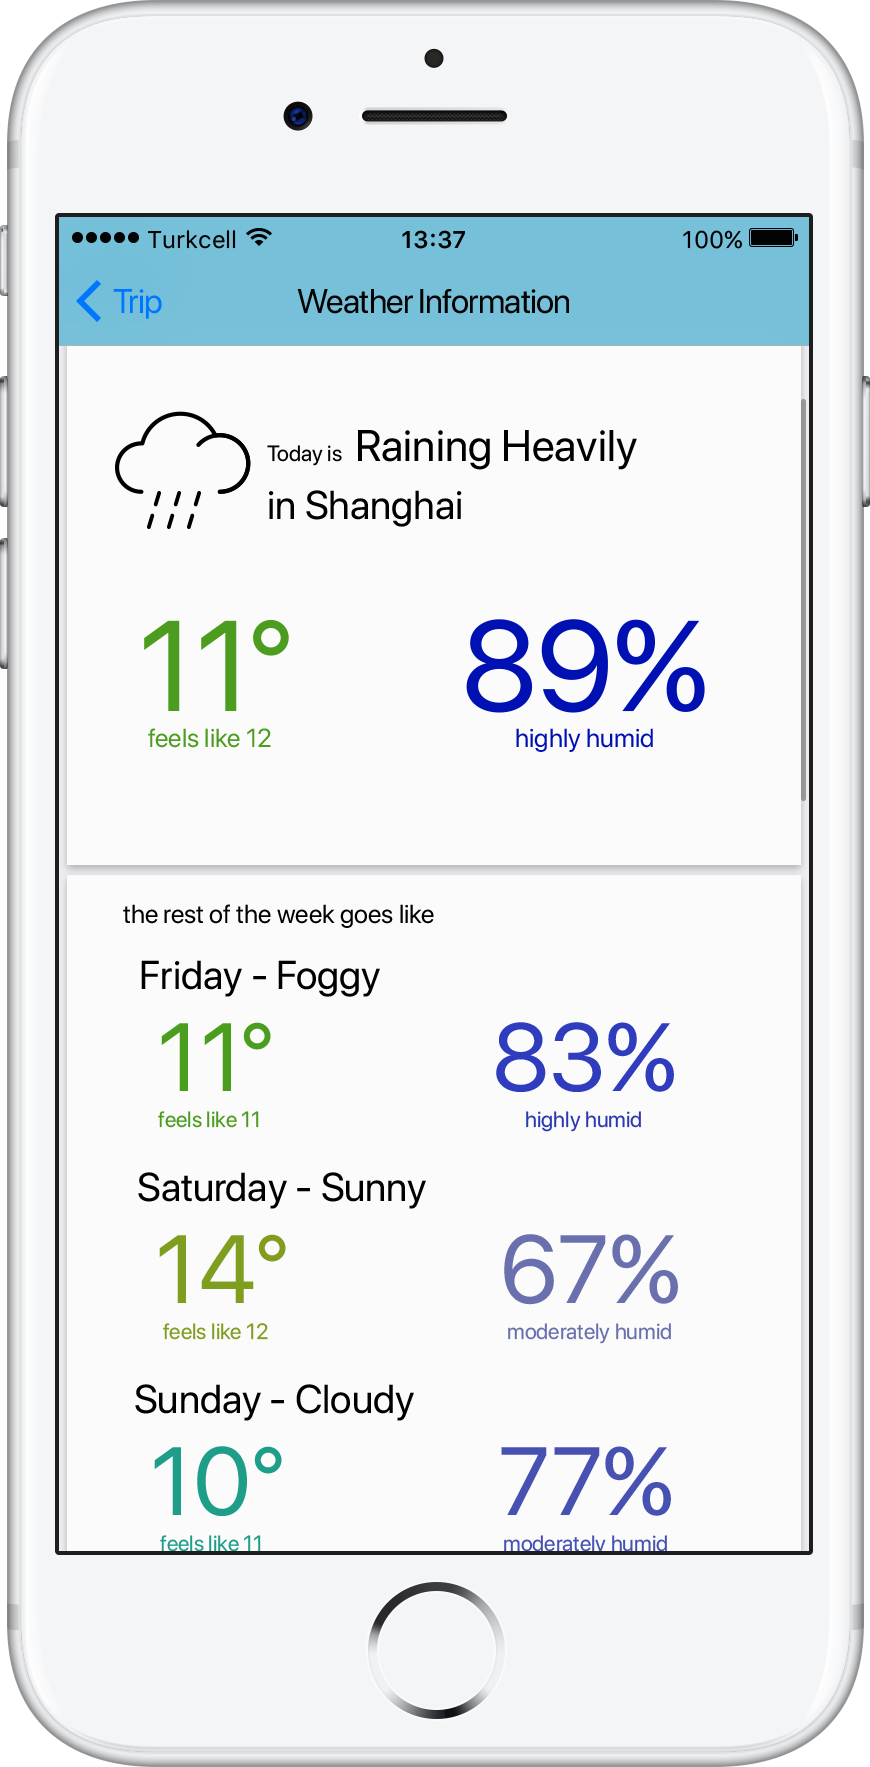 Turkcell 13:37 100%
Trip Weather Information
Today is Raining Heavily
in Shanghai
11° 89%
feels like 12 highly humid
the rest of the week goes like
Friday - Foggy
11° 83%
feels like 11 highly humid
Saturday - Sunny
14° 67%
feels like 12 moderately humid
Sunday - Cloudy
10° 77%
feels like 11 moderately humid